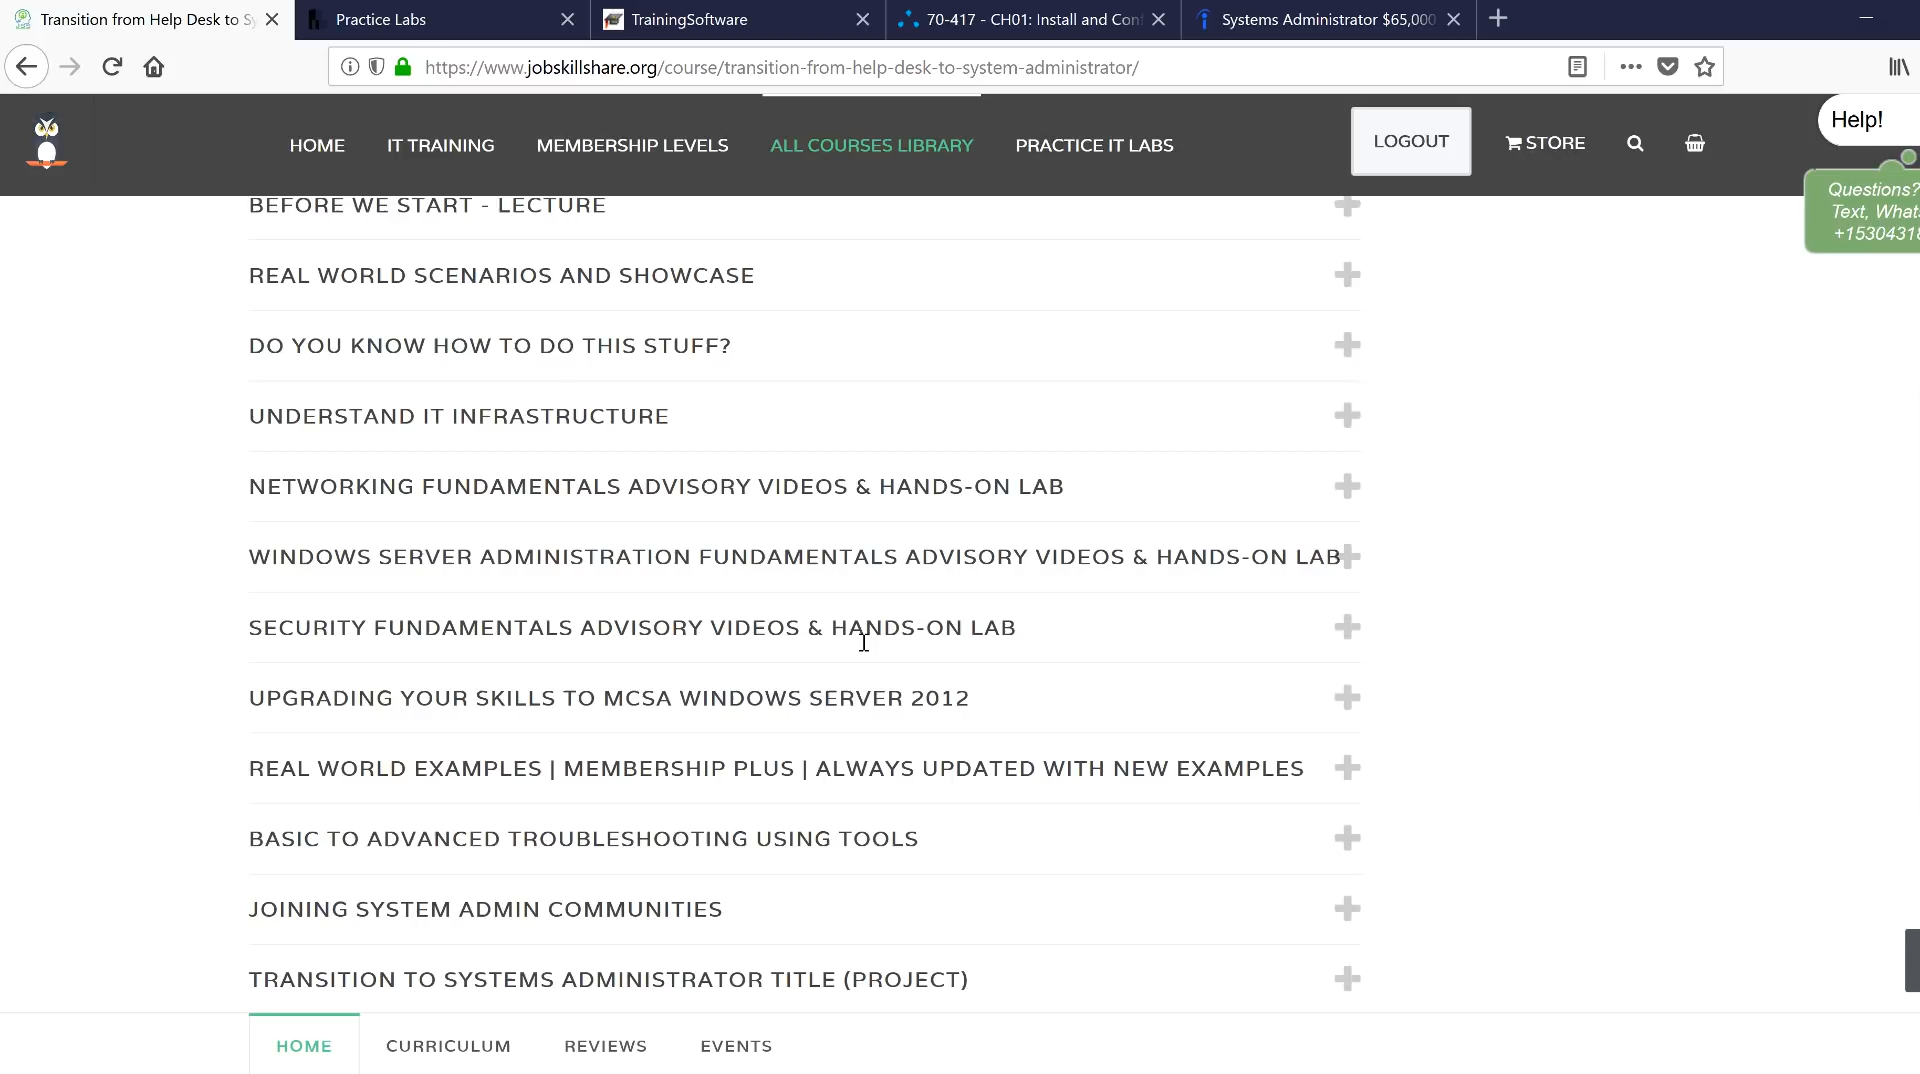 Transition from Help Desk to Sy
Practice Labs
TrainingSoftware
70-417 - CH01: Install and Con
Systems Administrator $65,000
https://www.jobskillshare.org/course/transition-from-help-desk-to-system-administrator/
HOME
IT TRAINING
MEMBERSHIP LEVELS
ALL COURSES LIBRARY
PRACTICE IT LABS
LOGOUT
STORE
Help!
Questions?
Text, What
+15304318
BEFORE WE START - LECTURE
REAL WORLD SCENARIOS AND SHOWCASE
DO YOU KNOW HOW TO DO THIS STUFF?
UNDERSTAND IT INFRASTRUCTURE
NETWORKING FUNDAMENTALS ADVISORY VIDEOS & HANDS-ON LAB
WINDOWS SERVER ADMINISTRATION FUNDAMENTALS ADVISORY VIDEOS & HANDS-ON LAB
SECURITY FUNDAMENTALS ADVISORY VIDEOS & HANDS-ON LAB
UPGRADING YOUR SKILLS TO MCSA WINDOWS SERVER 2012
REAL WORLD EXAMPLES | MEMBERSHIP PLUS | ALWAYS UPDATED WITH NEW EXAMPLES
BASIC TO ADVANCED TROUBLESHOOTING USING TOOLS
JOINING SYSTEM ADMIN COMMUNITIES
TRANSITION TO SYSTEMS ADMINISTRATOR TITLE (PROJECT)
HOME
CURRICULUM
REVIEWS
EVENTS